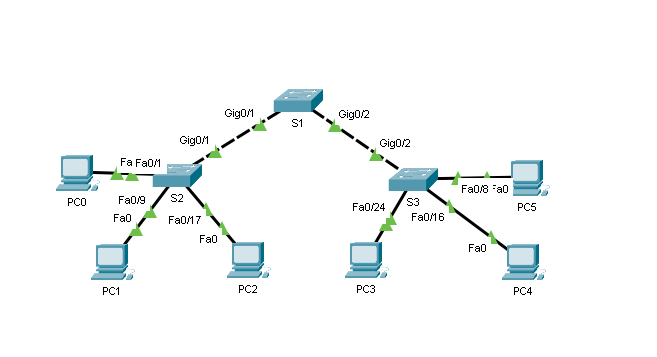 Gig0/1
Gig0/2
S1
Gig0/1
Gig0/2
Fa
Fa0/1
PC0
S2
Fa0/9
Fa0
Fa0/17
Fa0
PC1
PC2
S3
Fa0/8
Fa0
PC5
Fa0/24
Fa0/16
Fa0
PC3
PC4